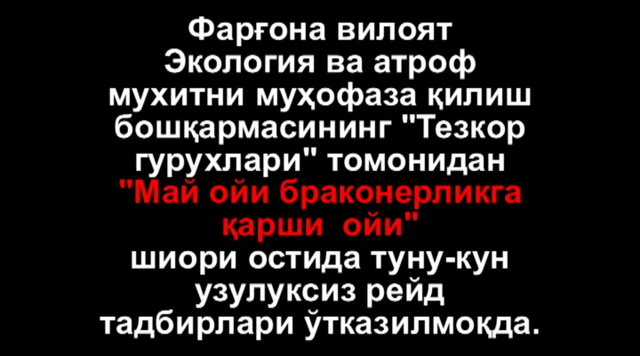 Фарғона вилоят
Экология ва атроф
мухитни муҳофаза қилиш
бошқармасининг "Тезкор
гурухлари" томонидан
"Май ойи браконерликга
қарши ойи"
шиори остида туну-кун
узулуксиз рейд
тадбирлари ўтказилмоқда.